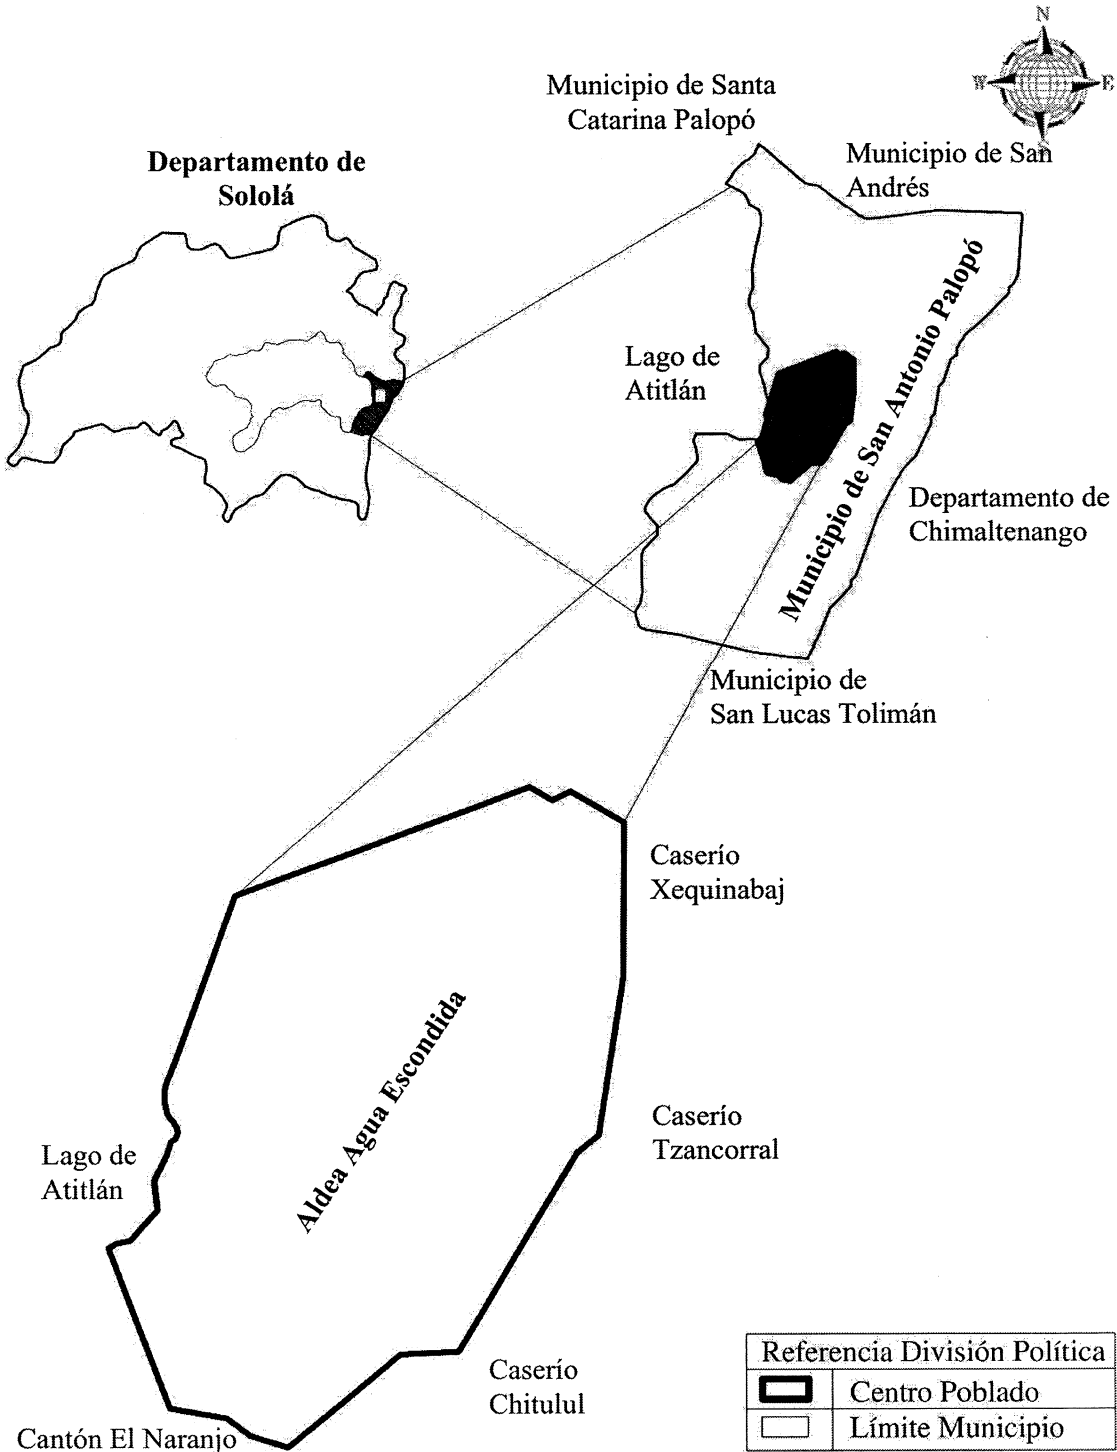 N
W
E
S
Municipio de Santa
Catarina Palopó
Municipio de San
Andrés
Departamento de
Sololá
Municipio de San Antonio Palopó
Lago de
Atitlán
Departamento de
Chimaltenango
Municipio de
San Lucas Tolimán
Caserío
Xequinabaj
Aldea Agua Escondida
Caserío
Tzancorral
Lago de
Atitlán
Caserío
Chitulul
Cantón El Naranjo
Referencia División Política
Centro Poblado
Límite Municipio